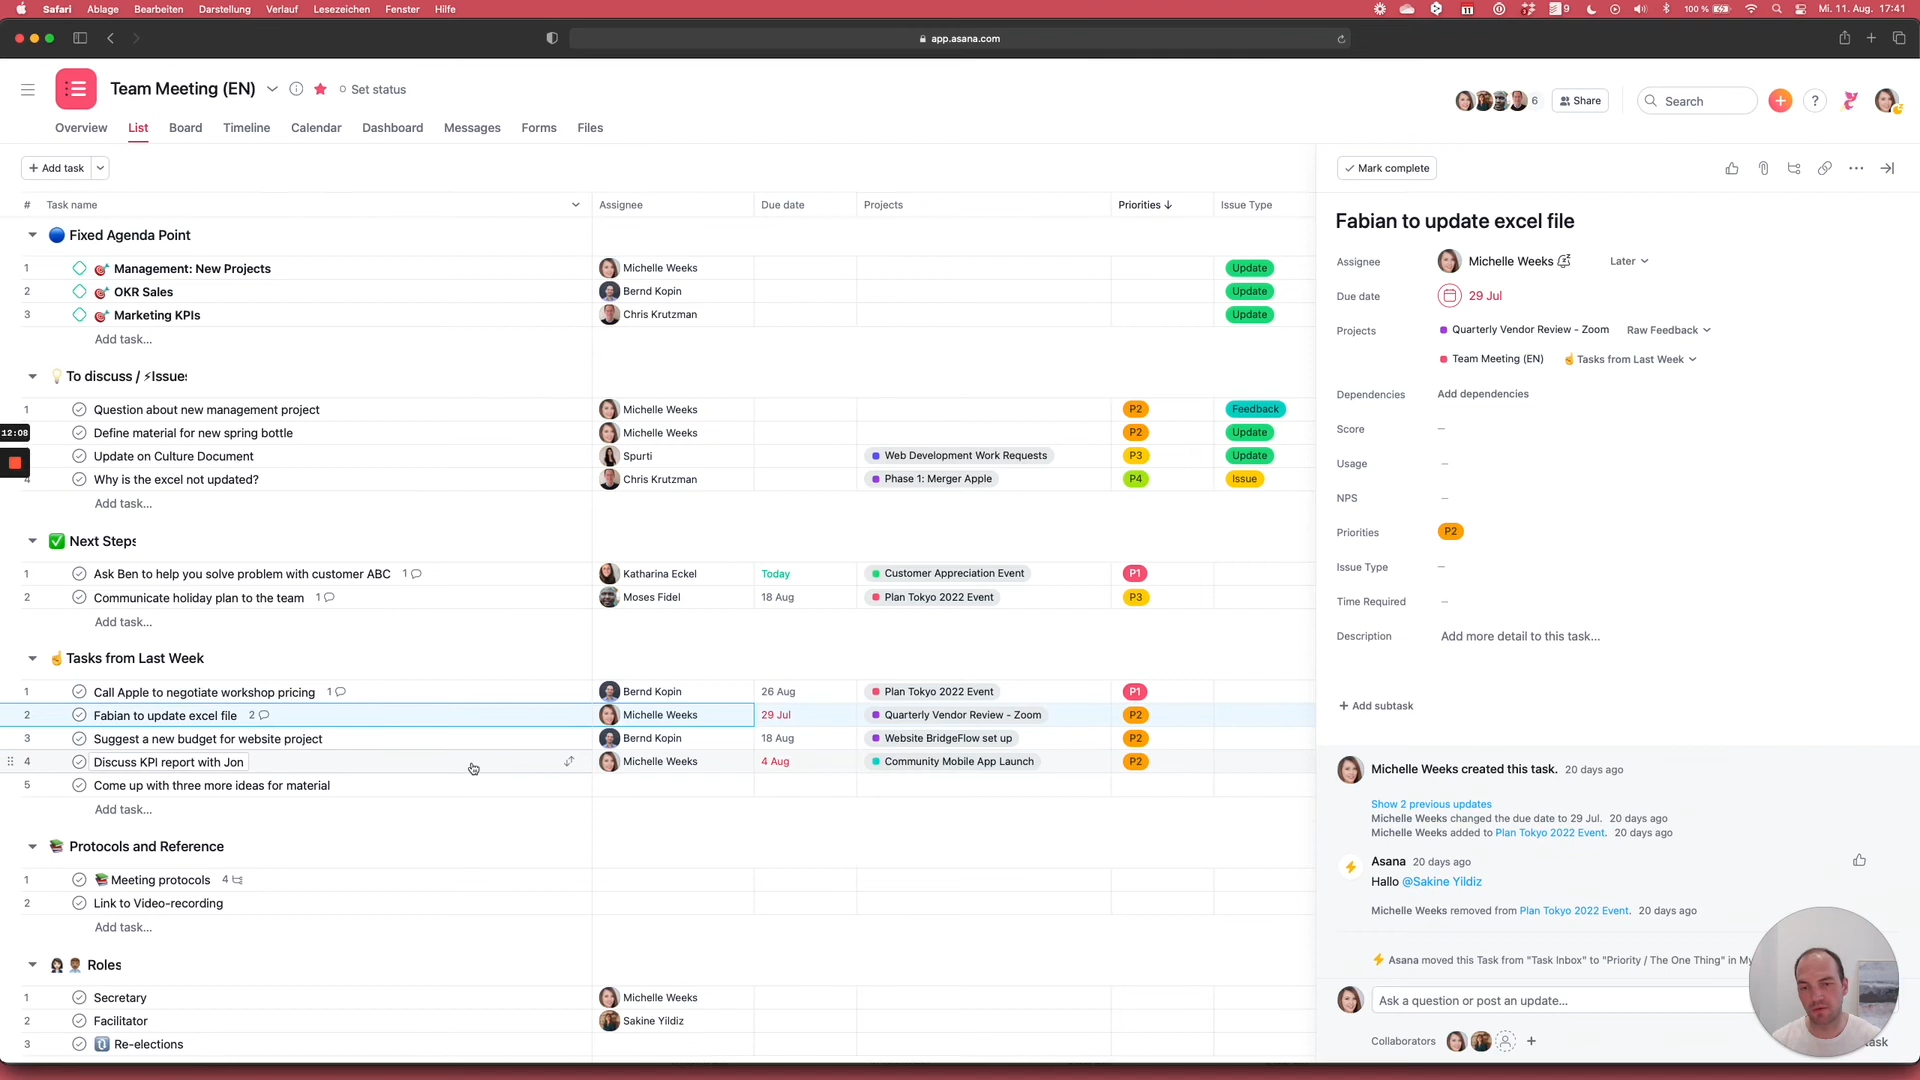 Safari Ablage Bearbeiten Darstellung Verlauf Lesezeichen Fenster Hilfe
11
9
100 %
Mi. 11. Aug. 17:41
app.asana.com
Team Meeting (EN)
Set status
6
Share
Search
?
Overview List Board Timeline Calendar Dashboard Messages Forms Files
+ Add task
# Task name Assignee Due date Projects Priorities Issue Type
Fixed Agenda Point
1 Management: New Projects Michelle Weeks Update
2 OKR Sales Bernd Kopin Update
3 Marketing KPIs Chris Krutzman Update
Add task...
To discuss / ⚡Issues
1 Question about new management project Michelle Weeks P2 Feedback
12:08
Define material for new spring bottle Michelle Weeks P2 Update
Update on Culture Document Spurti Web Development Work Requests P3 Update
4 Why is the excel not updated? Chris Krutzman Phase 1: Merger Apple P4 Issue
Add task...
Next Steps
1 Ask Ben to help you solve problem with customer ABC 1 Katharina Eckel Today Customer Appreciation Event P1
2 Communicate holiday plan to the team 1 Moses Fidel 18 Aug Plan Tokyo 2022 Event P3
Add task...
Tasks from Last Week
1 Call Apple to negotiate workshop pricing 1 Bernd Kopin 26 Aug Plan Tokyo 2022 Event P1
2 Fabian to update excel file 2 Michelle Weeks 29 Jul Quarterly Vendor Review - Zoom P2
3 Suggest a new budget for website project Bernd Kopin 18 Aug Website BridgeFlow set up P2
4 Discuss KPI report with Jon Michelle Weeks 4 Aug Community Mobile App Launch P2
5 Come up with three more ideas for material
Add task...
Protocols and Reference
1 Meeting protocols 4
2 Link to Video-recording
Add task...
Roles
1 Secretary Michelle Weeks
2 Facilitator Sakine Yildiz
3 Re-elections
Mark complete
Fabian to update excel file
Assignee Michelle Weeks Later
Due date 29 Jul
Projects Quarterly Vendor Review - Zoom Raw Feedback
Team Meeting (EN) ☝Tasks from Last Week
Dependencies Add dependencies
Score —
Usage —
NPS —
Priorities P2
Issue Type —
Time Required —
Description Add more detail to this task...
+ Add subtask
Michelle Weeks created this task. 20 days ago
Show 2 previous updates
Michelle Weeks changed the due date to 29 Jul. 20 days ago
Michelle Weeks added to Plan Tokyo 2022 Event. 20 days ago
Asana 20 days ago
Hallo @Sakine Yildiz
Michelle Weeks removed from Plan Tokyo 2022 Event. 20 days ago
Asana moved this Task from "Task Inbox" to "Priority / The One Thing" in My
Ask a question or post an update...
Collaborators
+
task